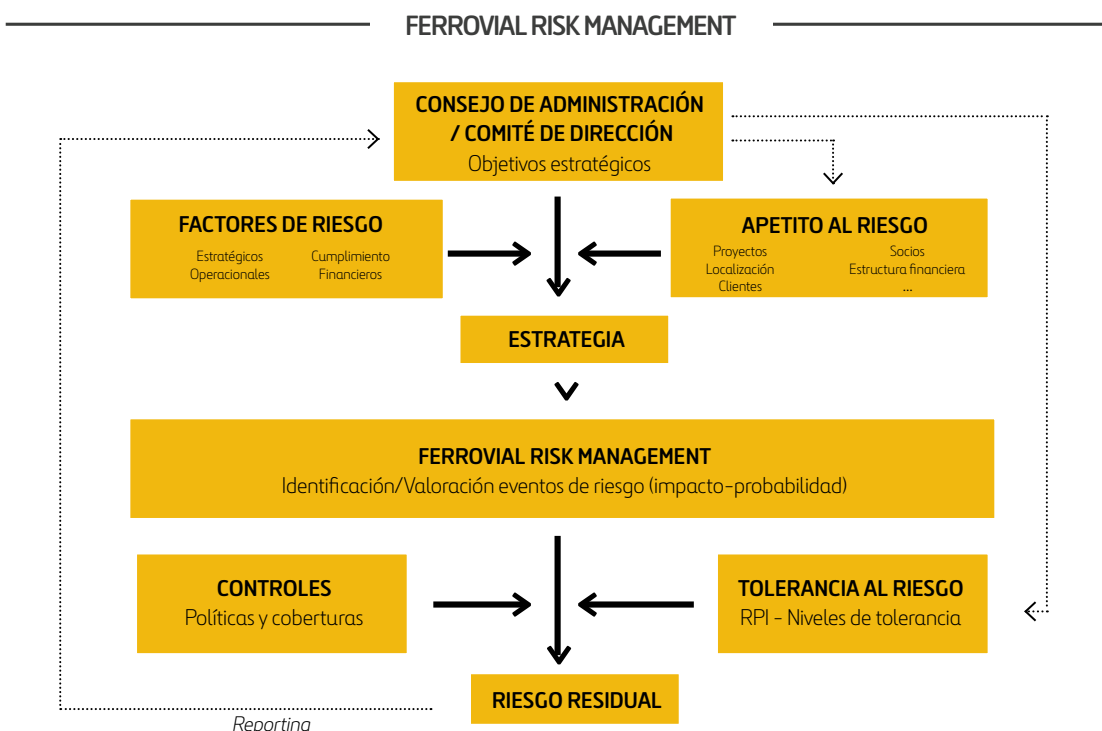 FERROVIAL RISK MANAGEMENT
CONSEJO DE ADMINISTRACIÓN
/ COMITÉ DE DIRECCIÓN
Objetivos estratégicos
FACTORES DE RIESGO
Estratégicos
Operacionales
Cumplimiento
Financieros
APETITO AL RIESGO
Proyectos
Localización
Clientes
Socios
Estructura financiera
...
ESTRATEGIA
FERROVIAL RISK MANAGEMENT
Identificación/Valoración eventos de riesgo (impacto-probabilidad)
CONTROLES
Políticas y coberturas
TOLERANCIA AL RIESGO
RPI - Niveles de tolerancia
RIESGO RESIDUAL
Reporting